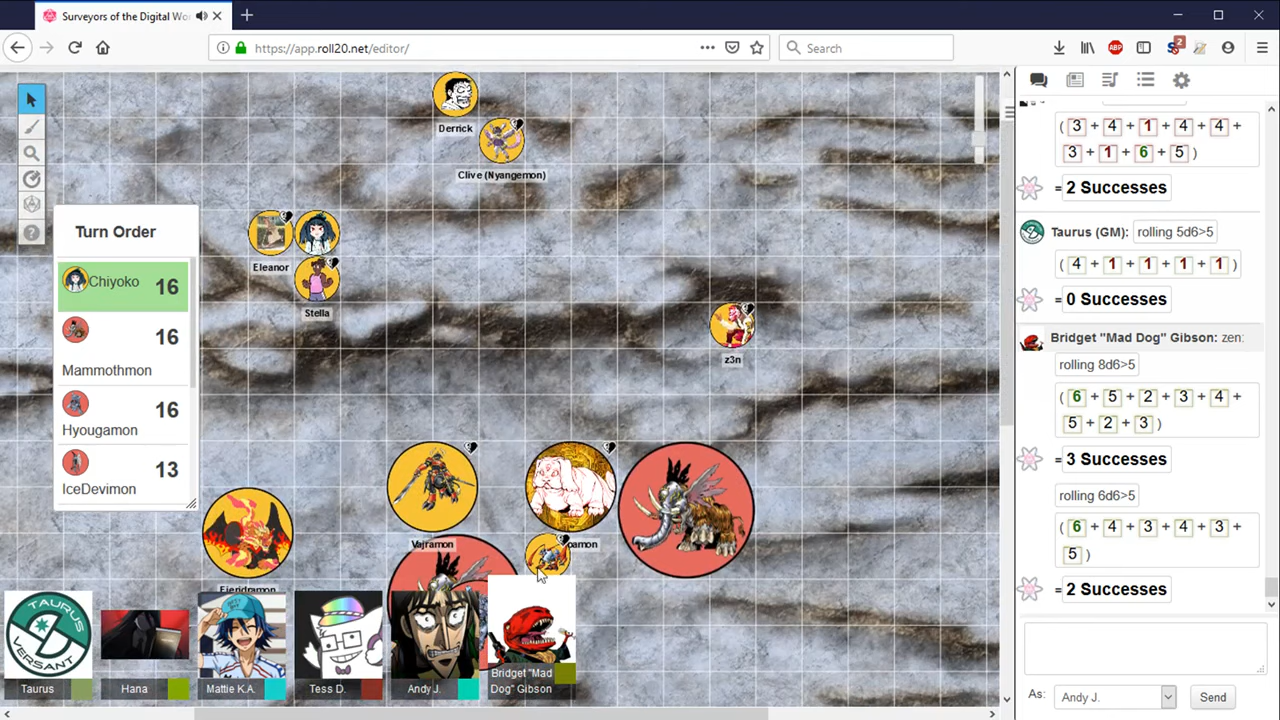 Surveyors of the Digital Wo
https://app.roll20.net/editor/
Search
ABP
2
Derrick
Clive (Nyangemon)
Turn Order
Chiyoko 16
16
Mammothmon
16
Hyougamon
13
IceDevimon
Eleanor
Stella
z3n
Vajramon
amon
TAURUS
VERSANT
Taurus
Hana
Mattie K.A.
Tess D.
Andy J.
Bridget "Mad
Dog" Gibson
( 3 + 4 + 1 + 4 + 4 +
3 + 1 + 6 + 5 )
= 2 Successes
Taurus (GM): rolling 5d6>5
( 4 + 1 + 1 + 1 + 1 )
= 0 Successes
Bridget "Mad Dog" Gibson: zen:
rolling 8d6>5
( 6 + 5 + 2 + 3 + 4 +
5 + 2 + 3 )
= 3 Successes
rolling 6d6>5
( 6 + 4 + 3 + 4 + 3 +
5 )
= 2 Successes
As: Andy J. Send